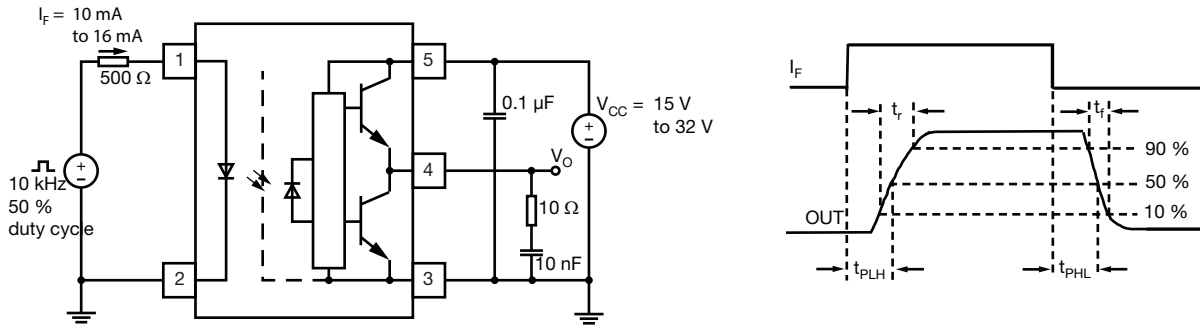 I_F = 10 mA
to 16 mA
500 Ω
1
5
0.1 µF
V_CC = 15 V
to 32 V
10 kHz
50 %
duty cycle
4
V_O
10 Ω
10 nF
2
3
I_F
t_r
t_f
90 %
50 %
10 %
OUT
t_PLH
t_PHL